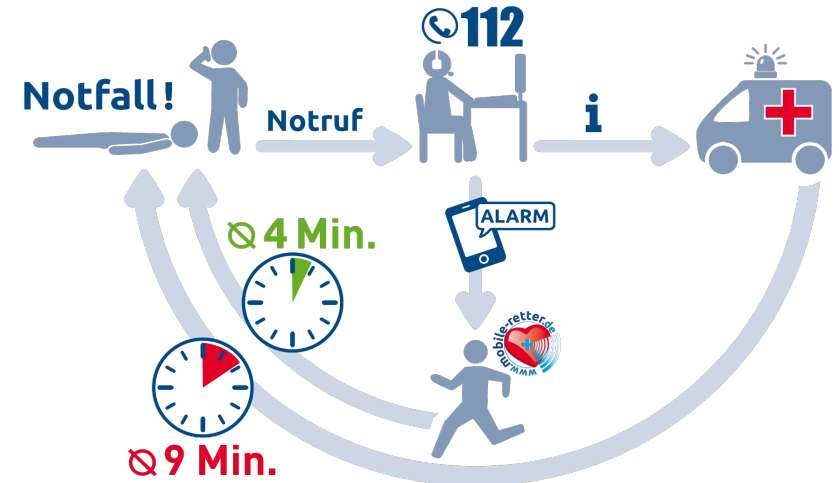 112
Notfall!
Notruf
i
ALARM
Ø 4 Min.
www.mobile-retter.de
Ø 9 Min.